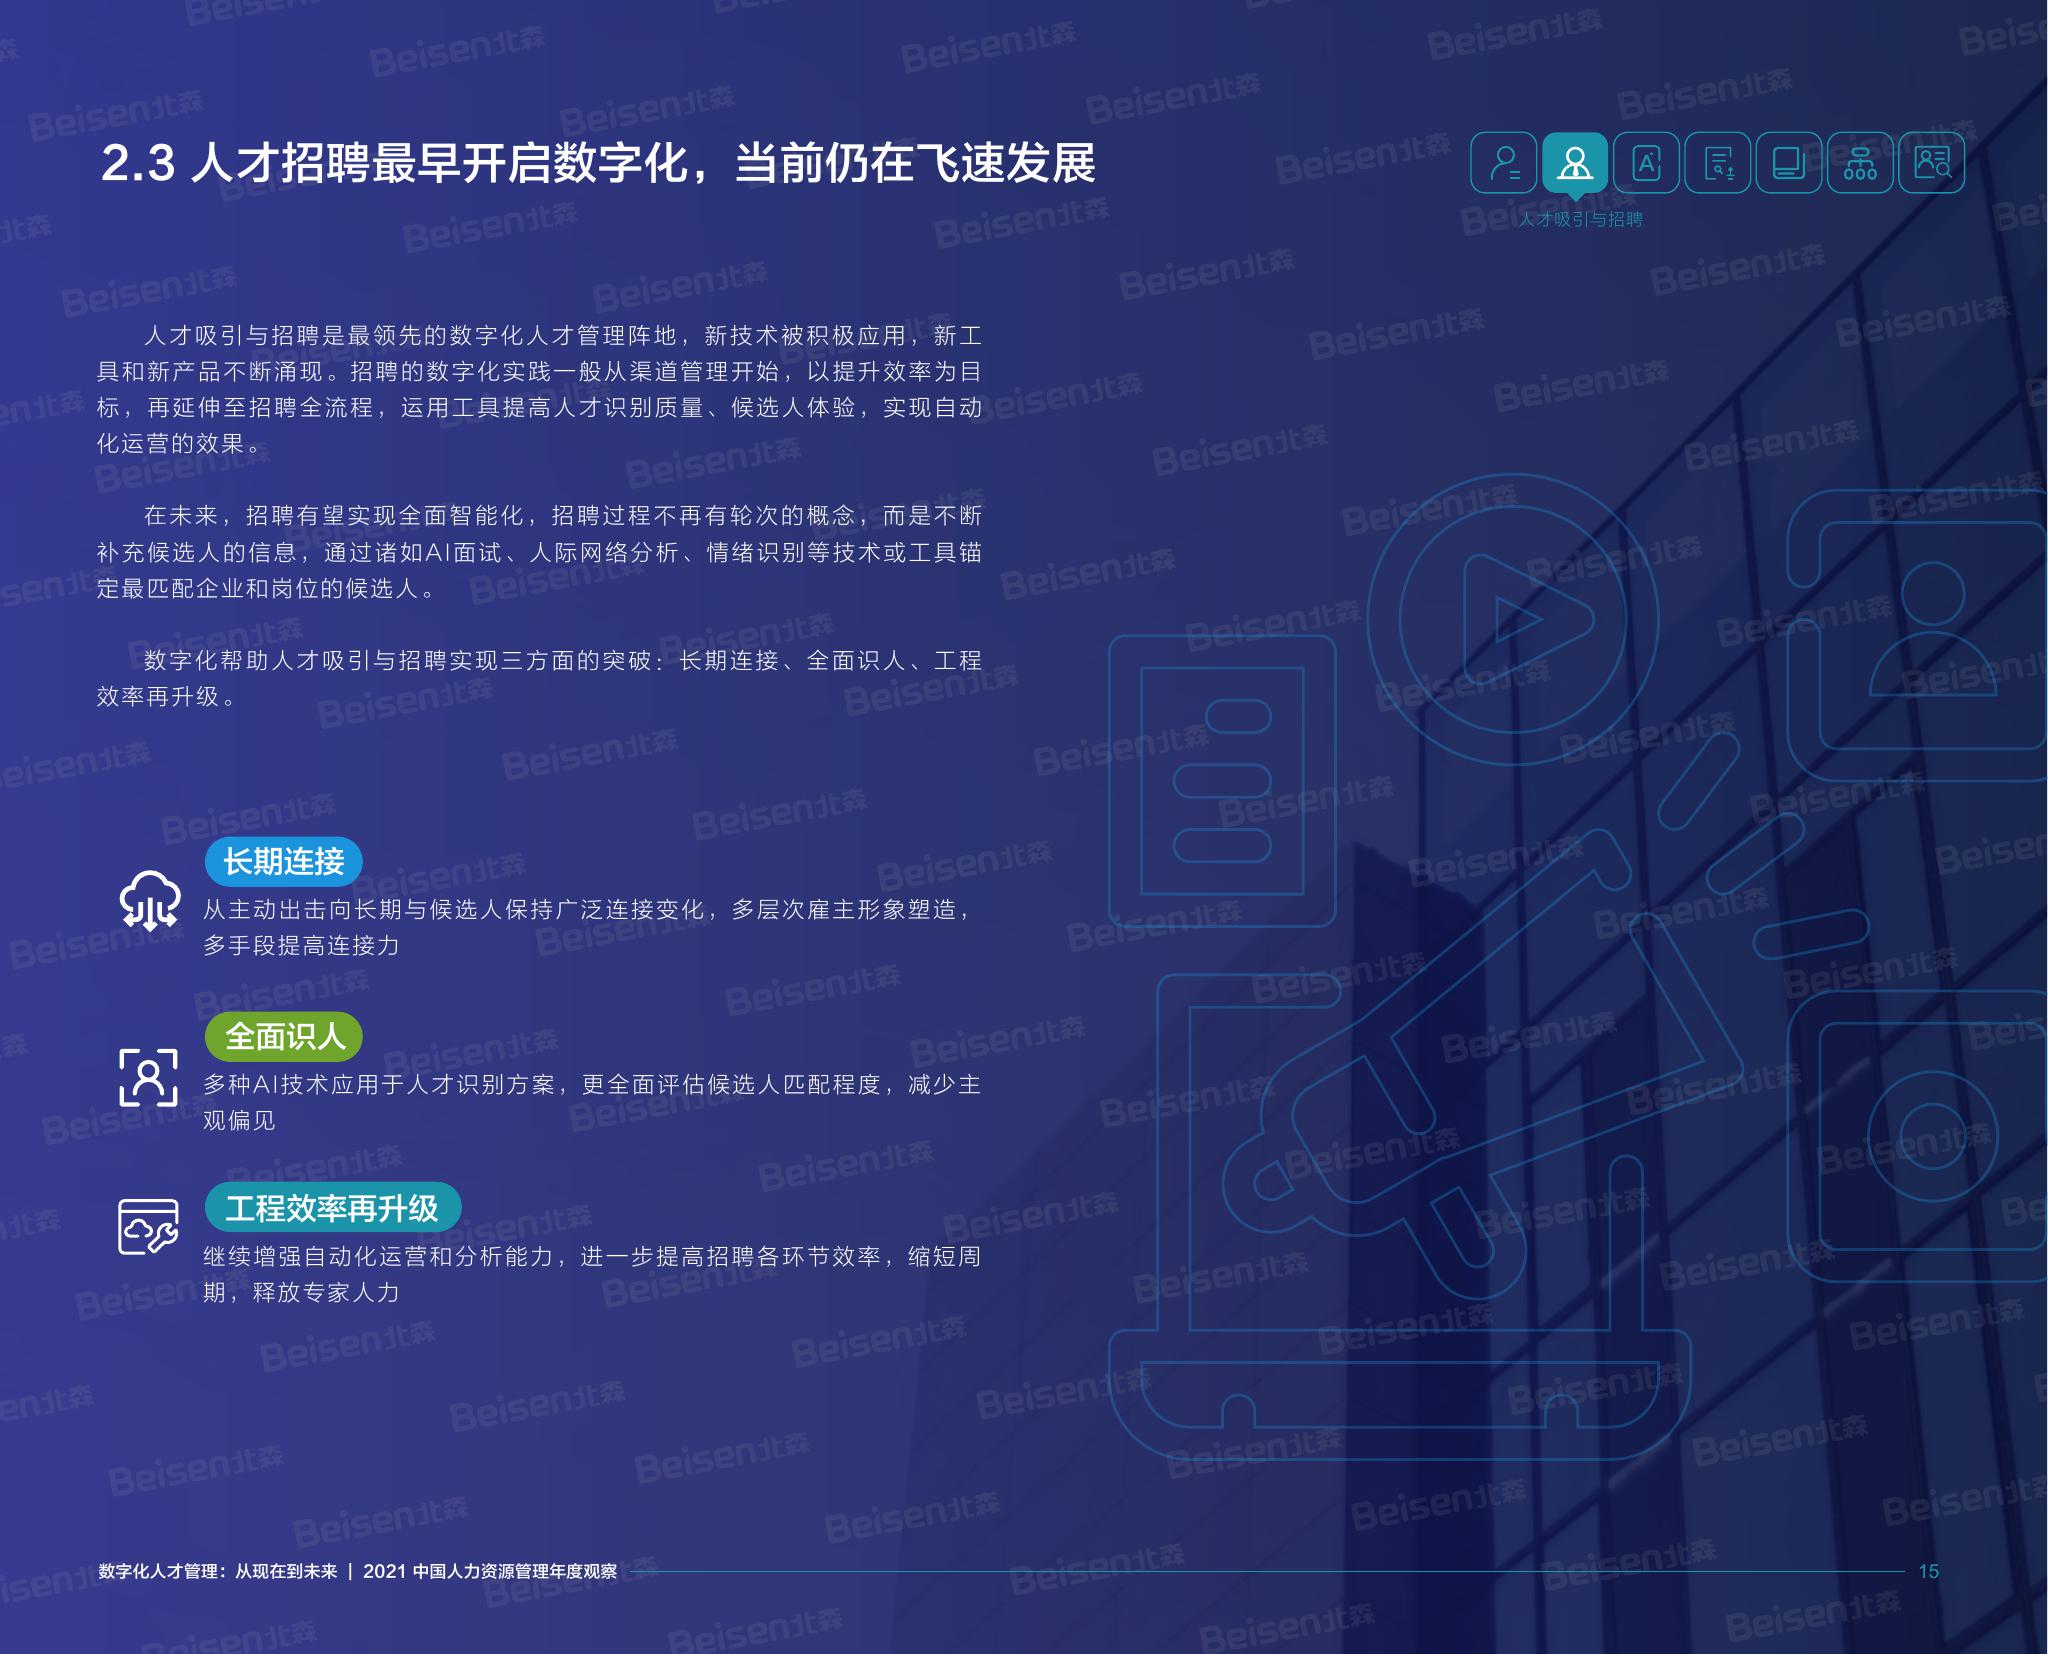 2.3 人才招聘最早开启数字化，当前仍在飞速发展
人才吸引与招聘
人才吸引与招聘是最领先的数字化人才管理阵地，新技术被积极应用，新工
具和新产品不断涌现。招聘的数字化实践一般从渠道管理开始，以提升效率为目
标，再延伸至招聘全流程，运用工具提高人才识别质量、候选人体验，实现自动
化运营的效果。
在未来，招聘有望实现全面智能化，招聘过程不再有轮次的概念，而是不断
补充候选人的信息，通过诸如AI面试、人际网络分析、情绪识别等技术或工具锚
定最匹配企业和岗位的候选人。
数字化帮助人才吸引与招聘实现三方面的突破：长期连接、全面识人、工程
效率再升级。
长期连接
从主动出击向长期与候选人保持广泛连接变化，多层次雇主形象塑造，
多手段提高连接力
全面识人
多种AI技术应用于人才识别方案，更全面评估候选人匹配程度，减少主
观偏见
工程效率再升级
继续增强自动化运营和分析能力，进一步提高招聘各环节效率，缩短周
期，释放专家人力
数字化人才管理：从现在到未来 | 2021 中国人力资源管理年度观察
15
Beisen北森